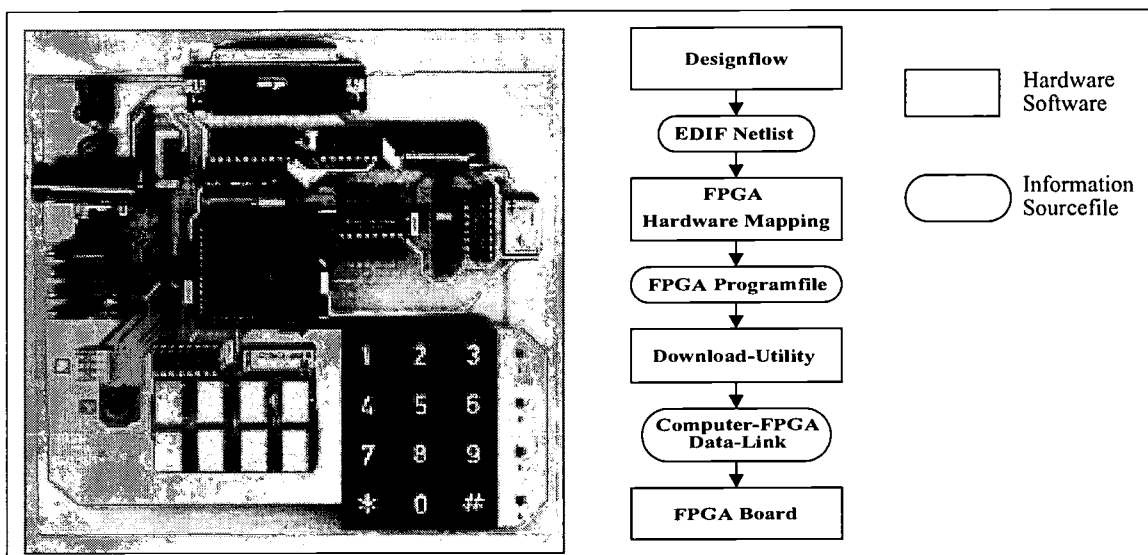 1 2 3
4 5 6
7 8 9
* 0 #
Designflow
EDIF Netlist
FPGA
Hardware Mapping
FPGA Programfile
Download-Utility
Computer-FPGA
Data-Link
FPGA Board
Hardware
Software
Information
Sourcefile